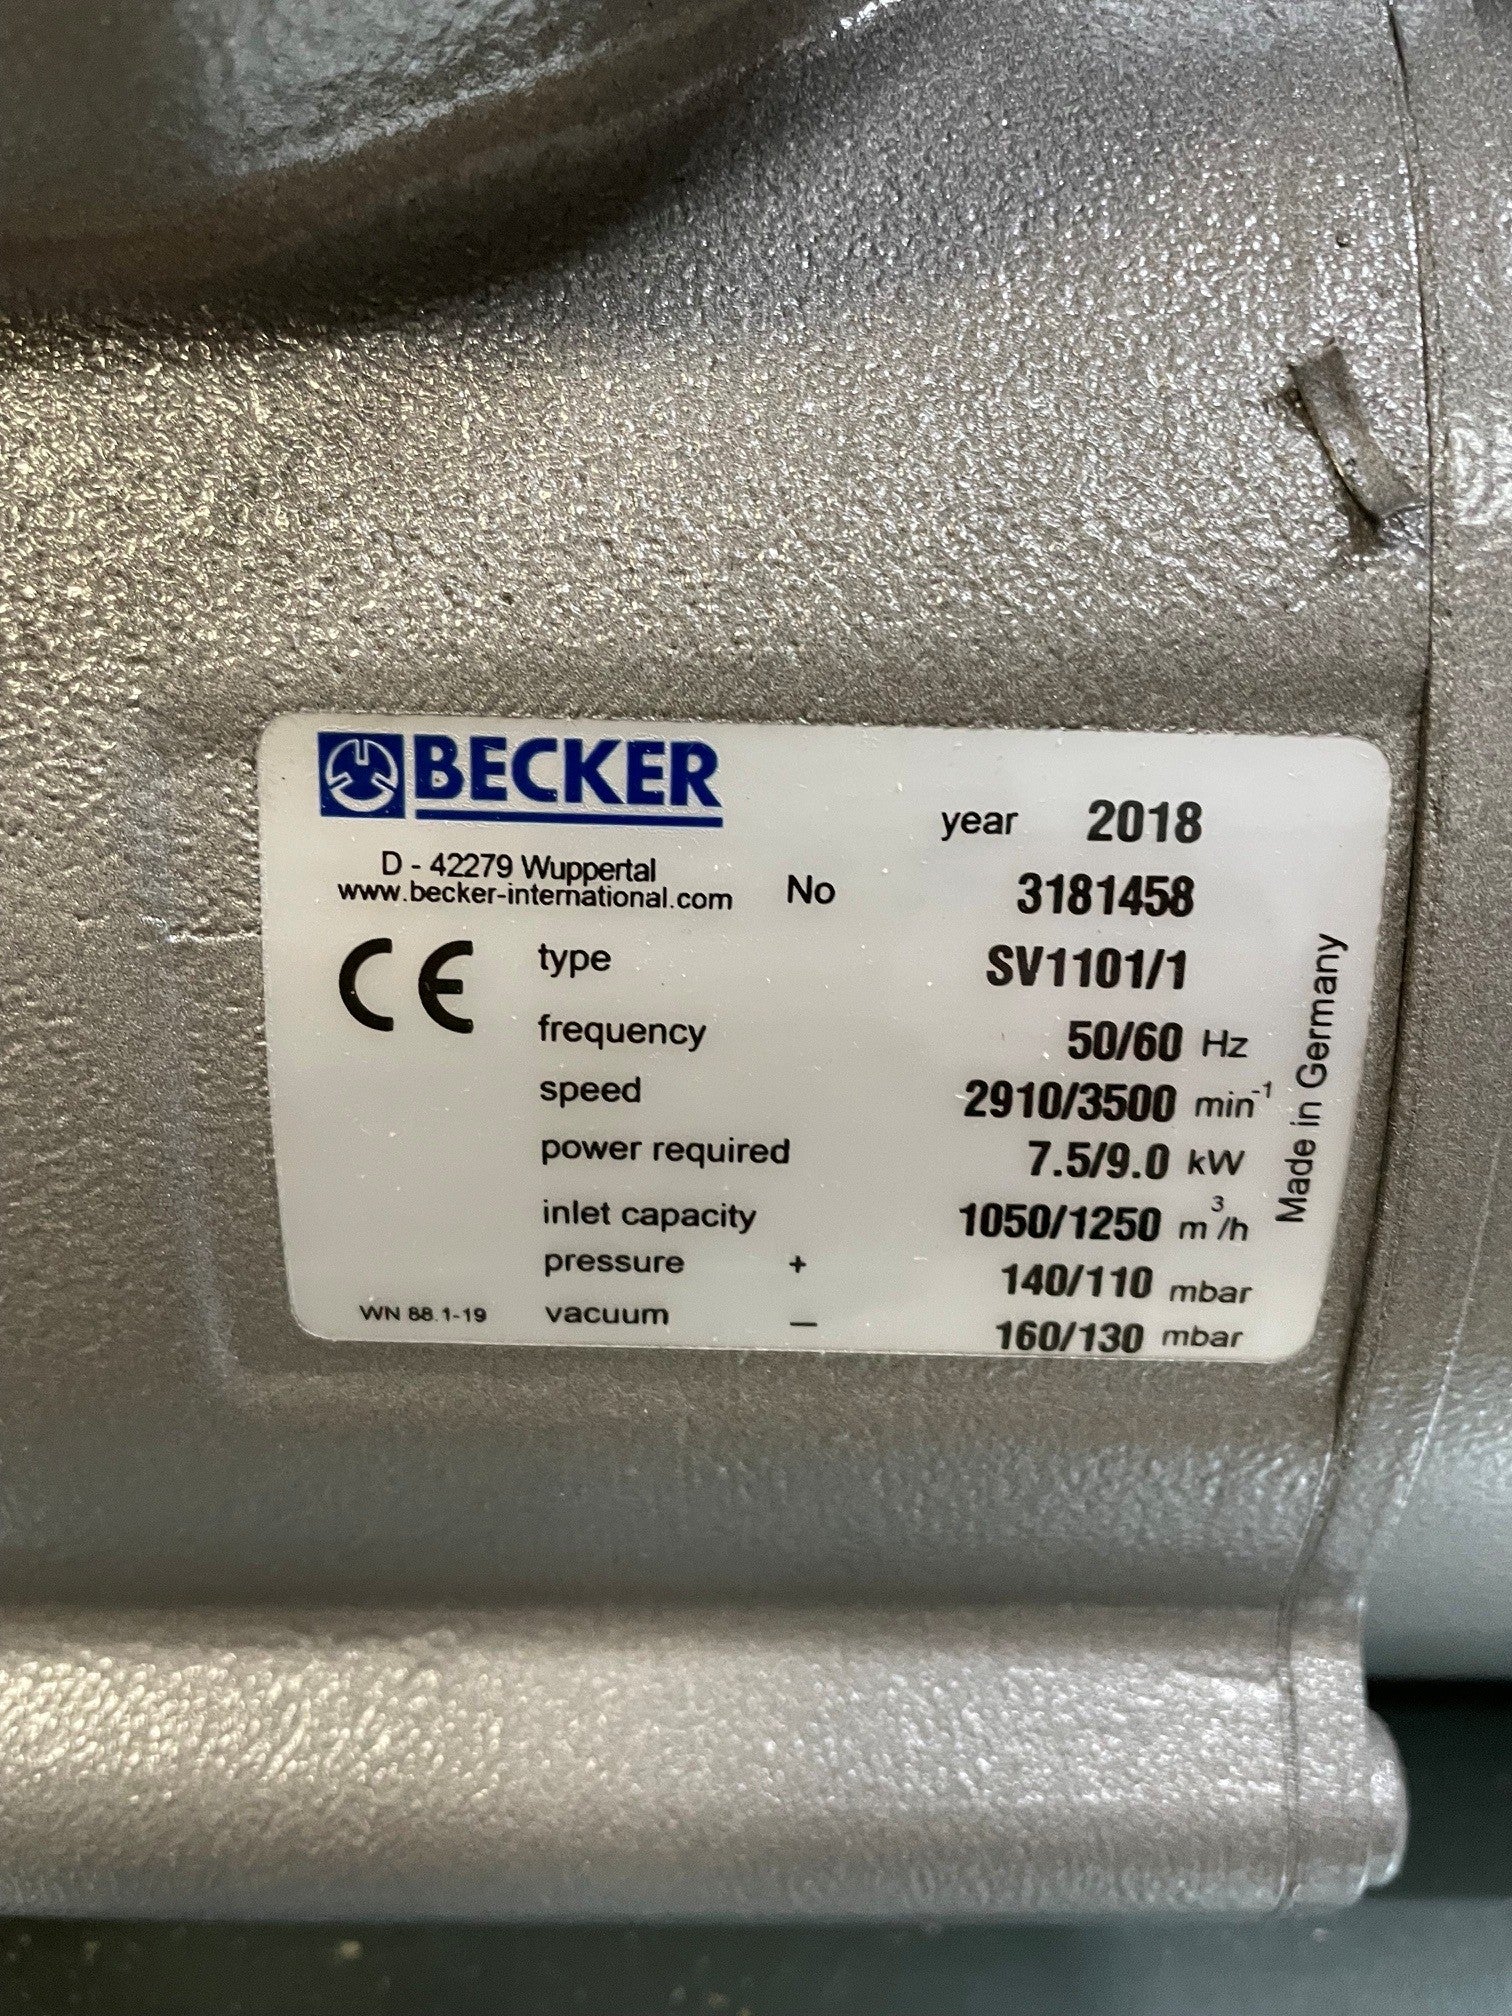 BECKER
year 2018
D - 42279 Wuppertal
www.becker-international.com
No 3181458
CE
type SV1101/1
frequency 50/60 Hz
speed 2910/3500 min⁻¹
power required 7.5/9.0 kW
inlet capacity 1050/1250 m³/h
pressure + 140/110 mbar
vacuum – 160/130 mbar
WN 88.1-19
Made in Germany